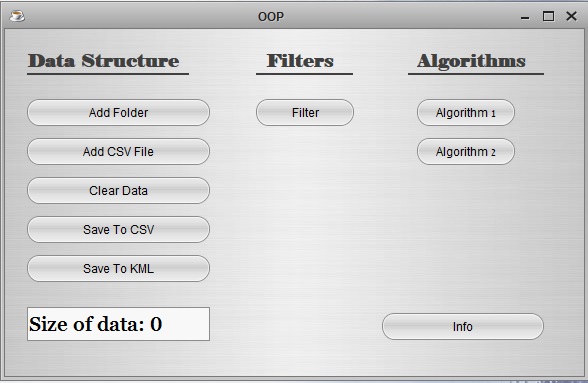 OOP
Data Structure
Filters
Algorithms
Add Folder
Filter
Algorithm 1
Add CSV File
Algorithm 2
Clear Data
Save To CSV
Save To KML
Size of data: 0
Info